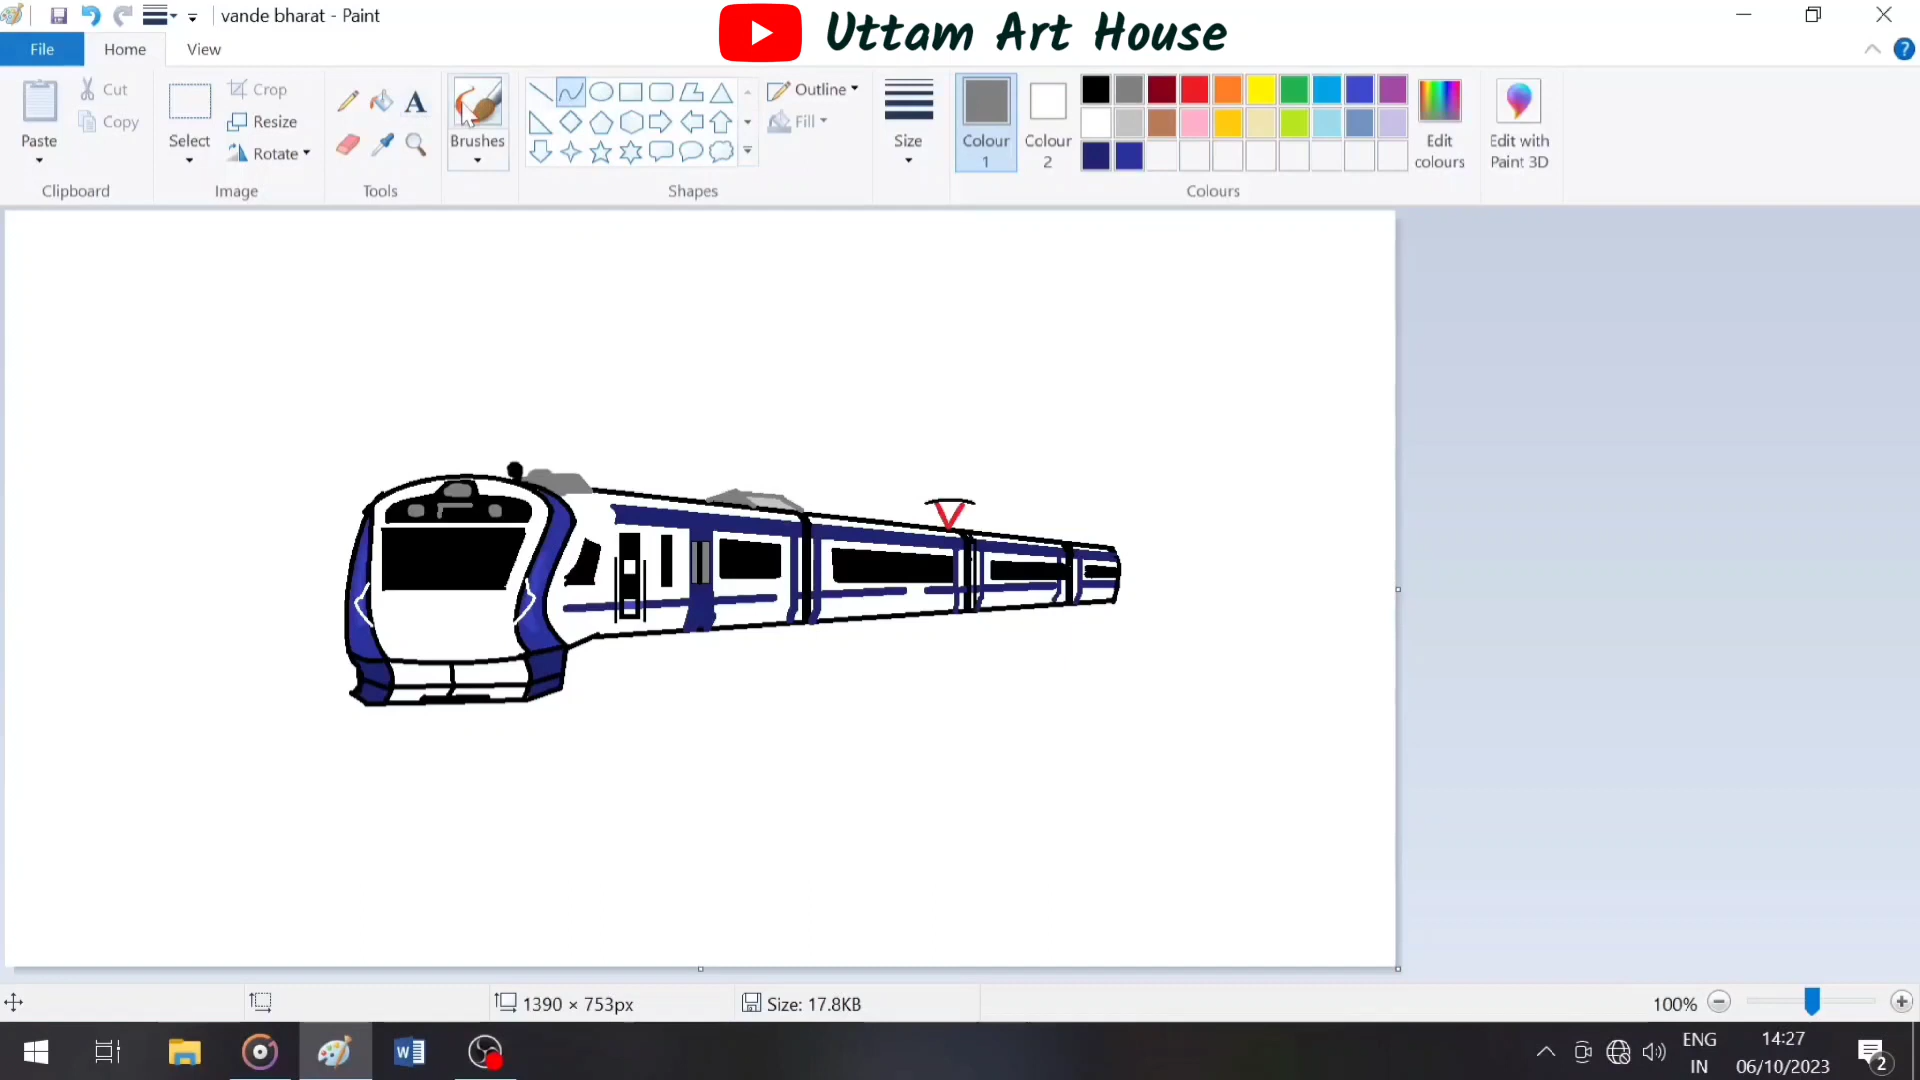 vande bharat - Paint
Uttam Art House
File Home View
Paste
Cut
Copy
Clipboard
Select
Crop
Resize
Rotate
Image
A
Tools
Brushes
Shapes
Outline
Fill
Size
Colour 1
Colour 2
Colours
Edit colours
Edit with Paint 3D
?
1390 × 753px
Size: 17.8KB
100%
W
ENG
IN
14:27
06/10/2023
2